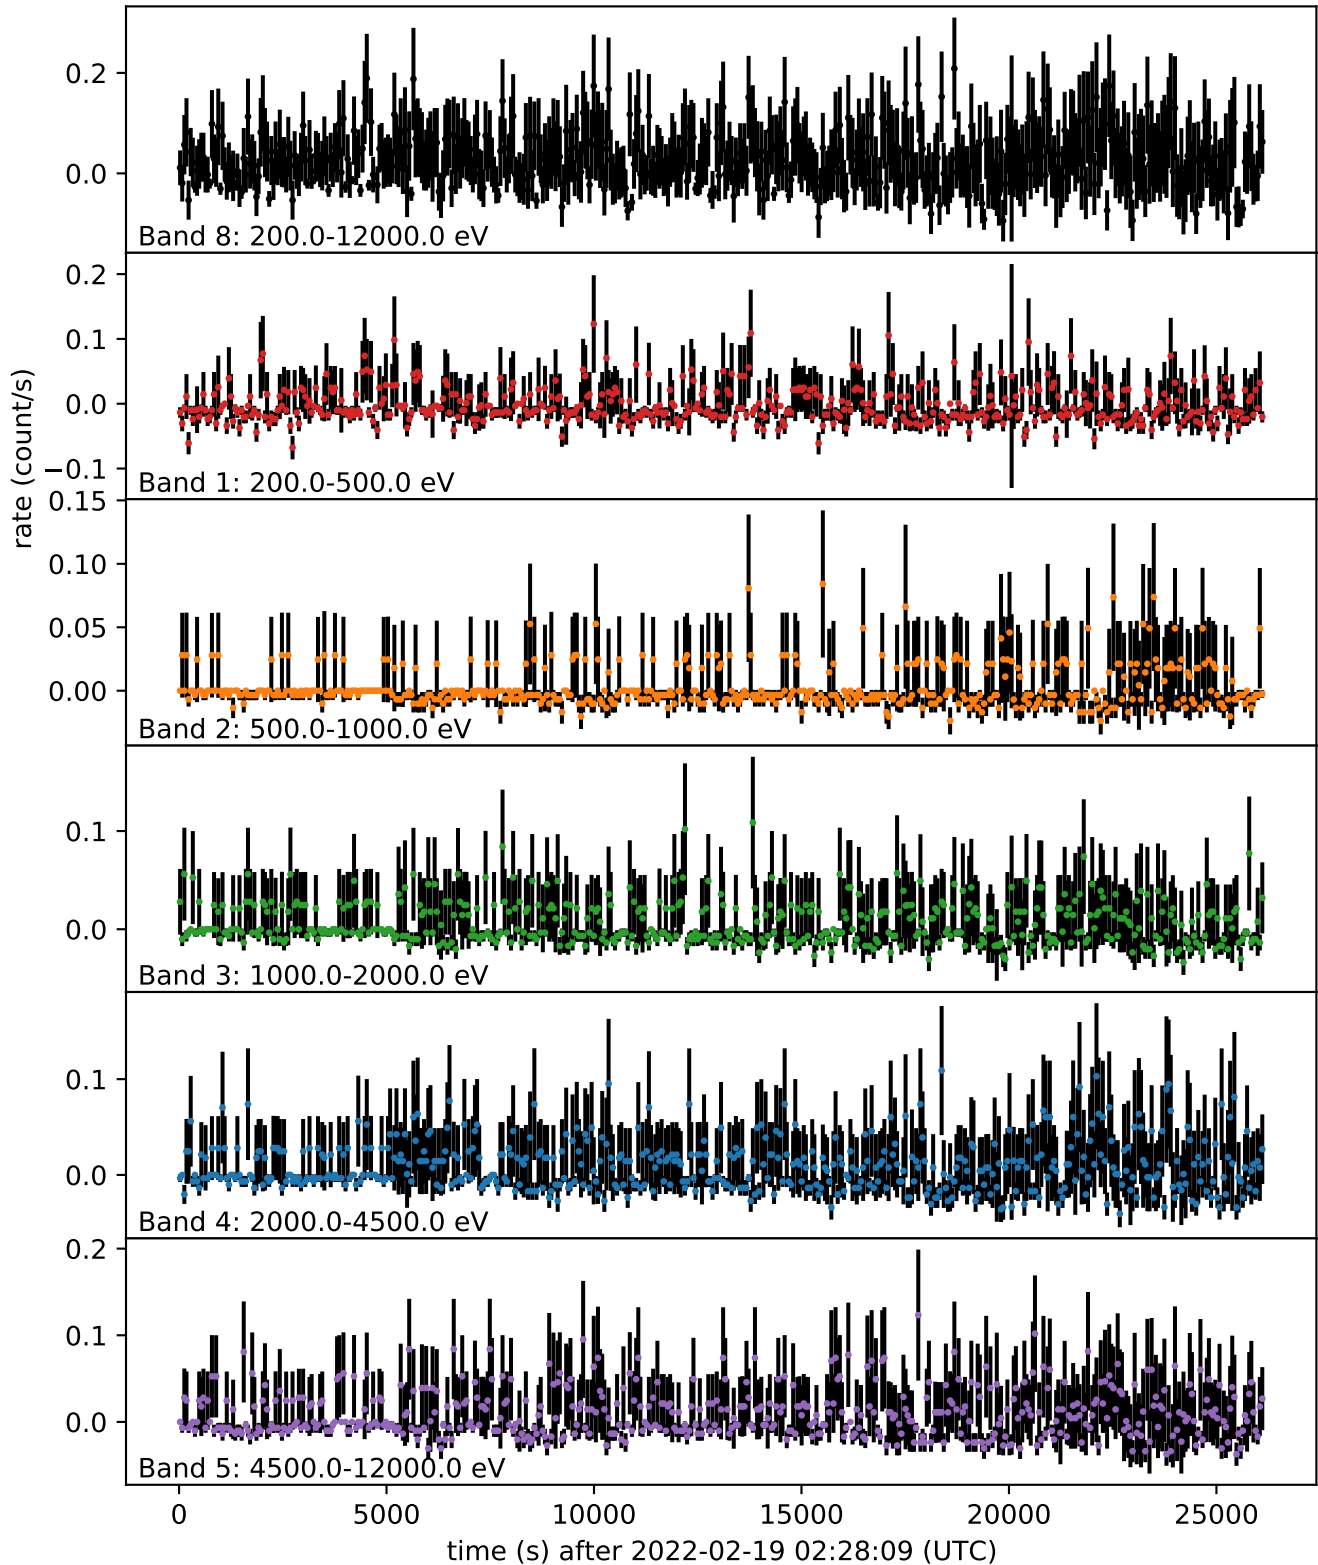 0.2
0.0
Band 8: 200.0-12000.0 eV
0.2
0.1
0.0
−0.1
Band 1: 200.0-500.0 eV
rate (count/s)
0.15
0.10
0.05
0.00
Band 2: 500.0-1000.0 eV
0.1
0.0
Band 3: 1000.0-2000.0 eV
0.1
0.0
Band 4: 2000.0-4500.0 eV
0.2
0.1
0.0
Band 5: 4500.0-12000.0 eV
0 5000 10000 15000 20000 25000
time (s) after 2022-02-19 02:28:09 (UTC)